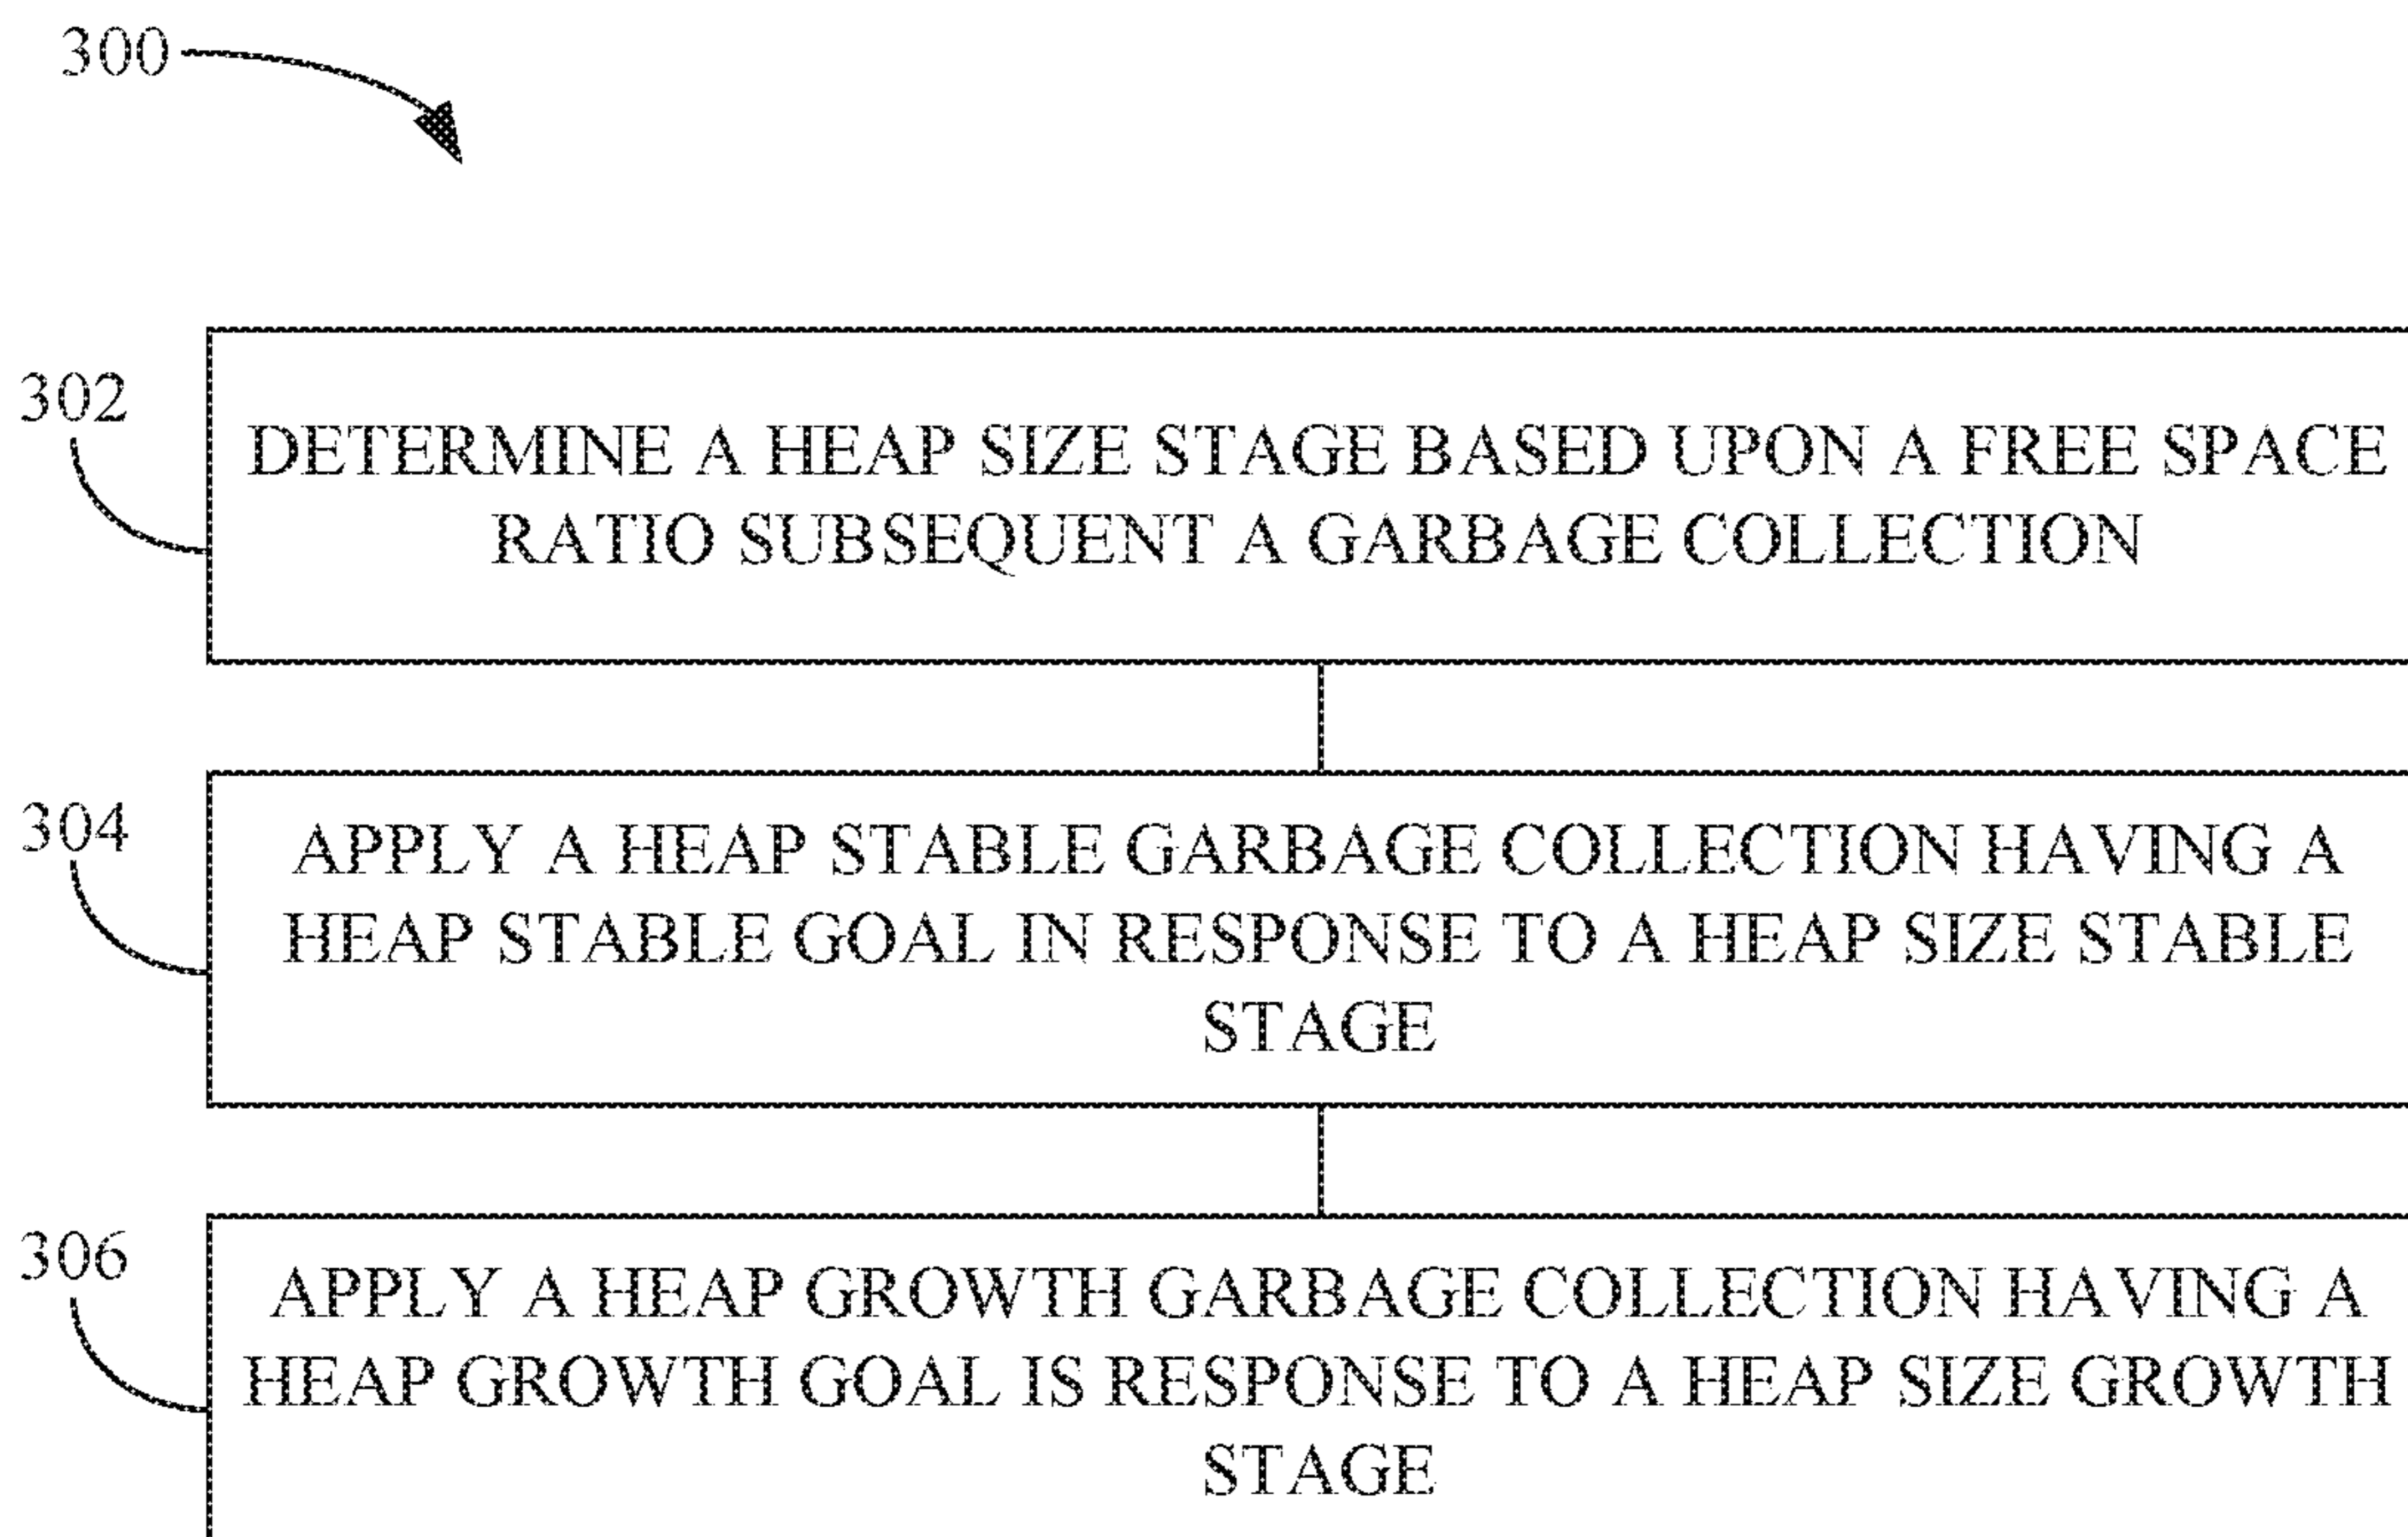 300
302
DETERMINE A HEAP SIZE STAGE BASED UPON A FREE SPACE
RATIO SUBSEQUENT A GARBAGE COLLECTION
304
APPLY A HEAP STABLE GARBAGE COLLECTION HAVING A
HEAP STABLE GOAL IN RESPONSE TO A HEAP SIZE STABLE
STAGE
306
APPLY A HEAP GROWTH GARBAGE COLLECTION HAVING A
HEAP GROWTH GOAL IS RESPONSE TO A HEAP SIZE GROWTH
STAGE